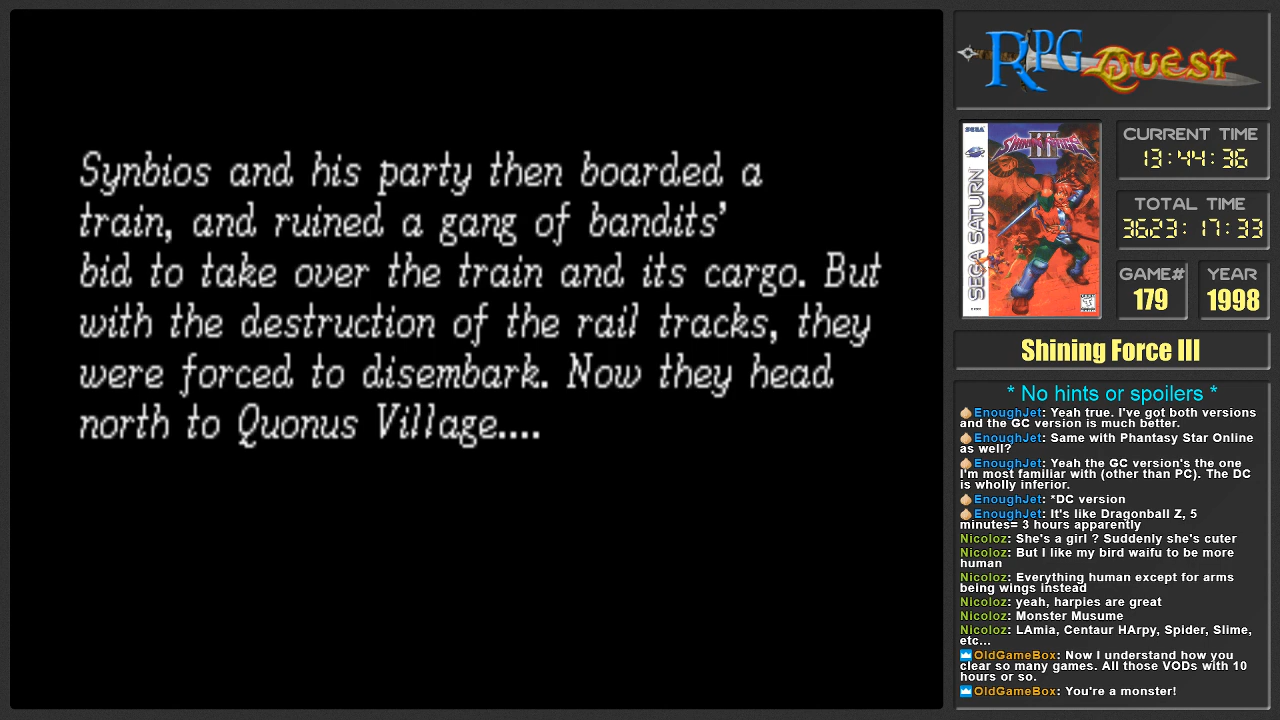 Synbios and his party then boarded a
train, and ruined a gang of bandits'
bid to take over the train and its cargo. But
with the destruction of the rail tracks, they
were forced to disembark. Now they head
north to Quonus Village....
RPG QUEST
SEGA
SHINING FORCE
III
SEGA SATURN
CURRENT TIME
13:44:36
TOTAL TIME
3623:17:33
GAME#
179
YEAR
1998
Shining Force III
* No hints or spoilers *
EnoughJet: Yeah true. I've got both versions
and the GC version is much better.
EnoughJet: Same with Phantasy Star Online
as well?
EnoughJet: Yeah the GC version's the one
I'm most familiar with (other than PC). The DC
is wholly inferior.
EnoughJet: *DC version
EnoughJet: It's like Dragonball Z, 5
minutes= 3 hours apparently
Nicoloz: She's a girl ? Suddenly she's cuter
Nicoloz: But I like my bird waifu to be more
human
Nicoloz: Everything human except for arms
being wings instead
Nicoloz: yeah, harpies are great
Nicoloz: Monster Musume
Nicoloz: LAmia, Centaur HArpy, Spider, Slime,
etc...
OldGameBox: Now I understand how you
clear so many games. All those VODs with 10
hours or so.
OldGameBox: You're a monster!